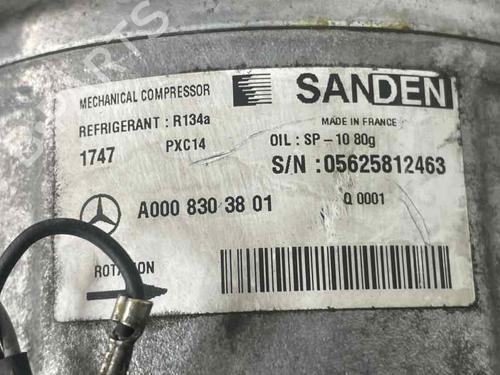 MECHANICAL COMPRESSOR
SANDEN
REFRIGERANT : R134a
MADE IN FRANCE
1747 PXC14
OIL : SP - 10 80g
S/N : 05625812463
A000 830 38 01
Q 0001
ROTATION